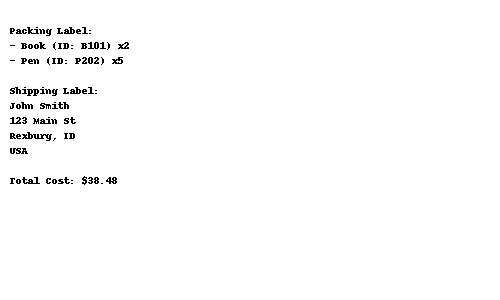 Packing Label:
- Book (ID: B101) x2
- Pen (ID: P202) x5
Shipping Label:
John Smith
123 Main St
Rexburg, ID
USA
Total Cost: $38.48